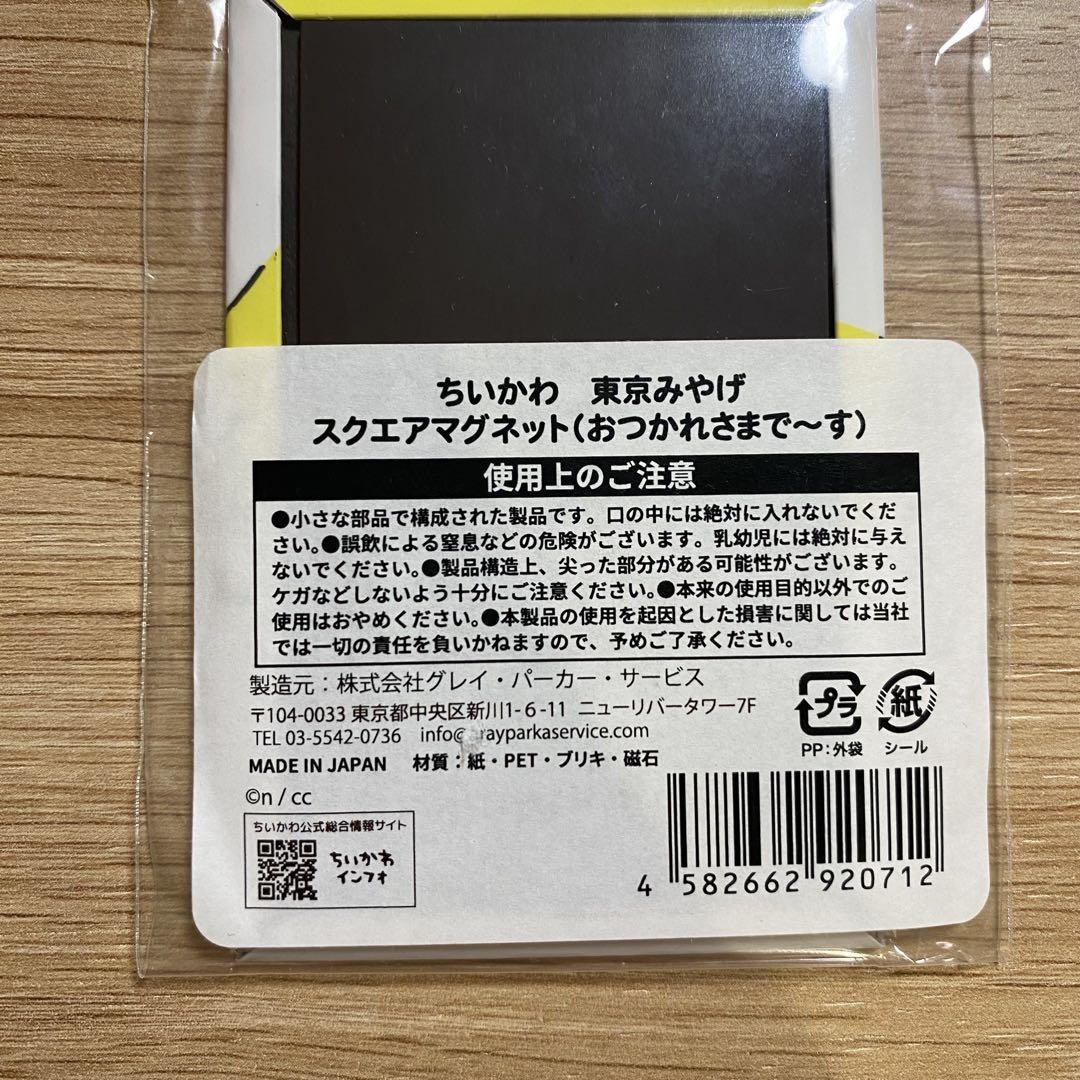 ちいかわ　東京みやげ
スクエアマグネット(おつかれさまで〜す)
使用上のご注意
●小さな部品で構成された製品です。口の中には絶対に入れないでくだ
さい。●誤飲による窒息などの危険がございます。乳幼児には絶対に与え
ないでください。●製品構造上、尖った部分がある可能性がございます。
ケガなどしないよう十分にご注意ください。●本来の使用目的以外でのご
使用はおやめください。●本製品の使用を起因とした損害に関しては当社
では一切の責任を負いかねますので、予めご了承ください。
製造元：株式会社グレイ・パーカー・サービス
〒104-0033 東京都中央区新川1-6-11 ニューリバータワー7F
TEL 03-5542-0736 info@grayparkaservice.com
MADE IN JAPAN 材質：紙・PET・ブリキ・磁石
プラ
紙
PP：外袋 シール
©n / cc
ちいかわ公式総合情報サイト
ちいかわ
インフォ
4 582662 920712